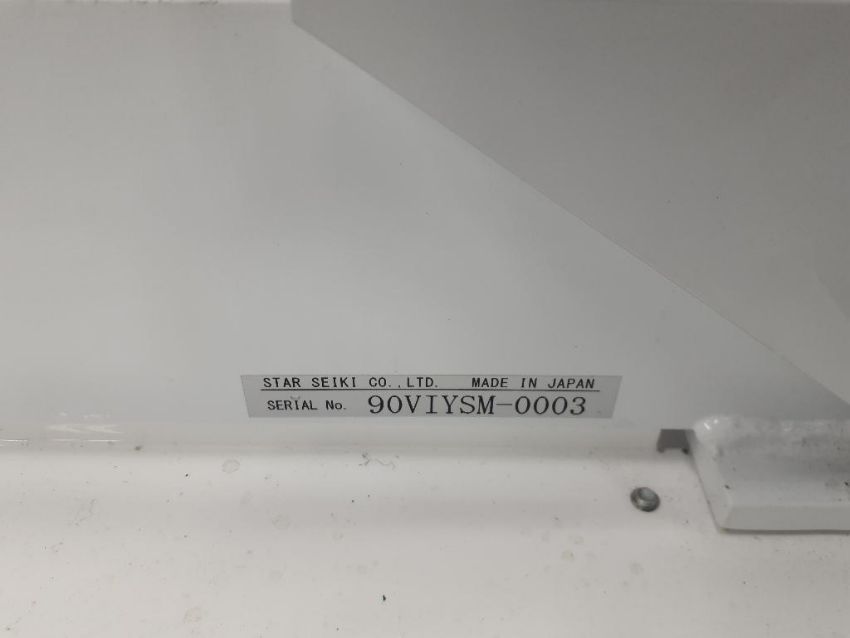 STAR SEIKI CO.,LTD. MADE IN JAPAN
SERIAL No. 90VIYSM-0003